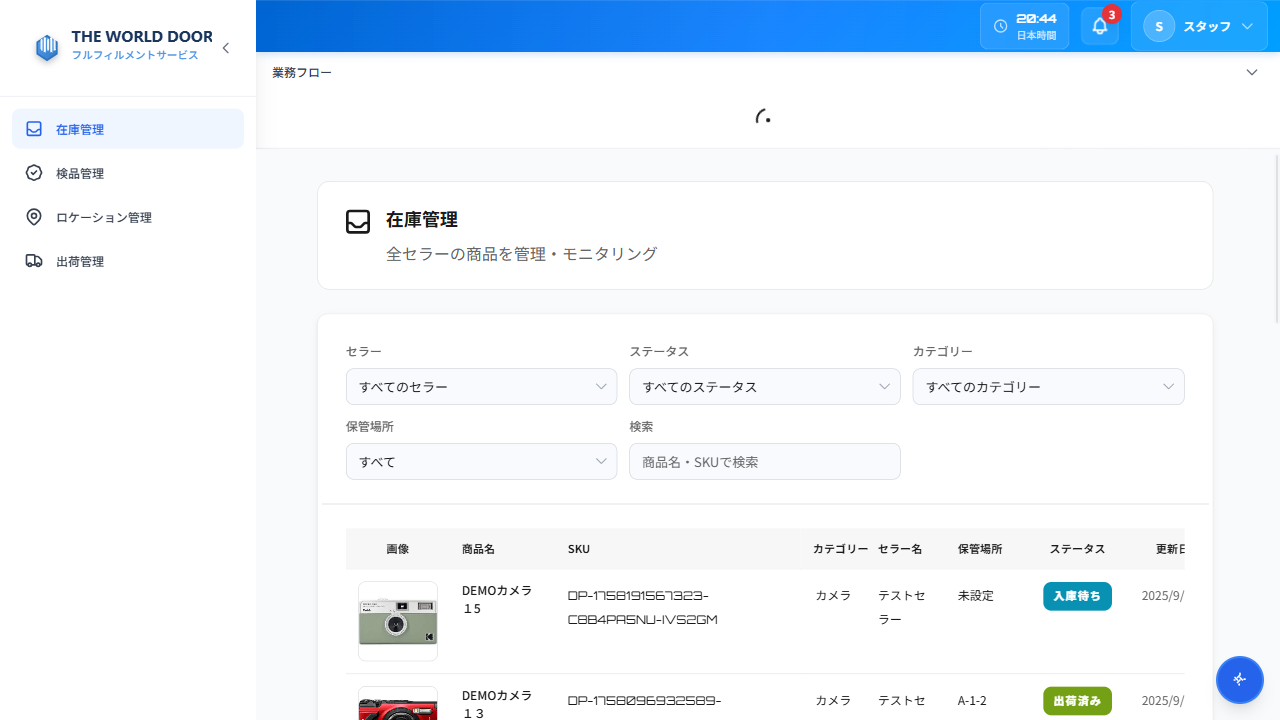 THE WORLD DOOR
フルフィルメントサービス
20:44
日本時間
3
S スタッフ
業務フロー
在庫管理
検品管理
ロケーション管理
出荷管理
在庫管理
全セラーの商品を管理・モニタリング
セラー ステータス カテゴリー
すべてのセラー すべてのステータス すべてのカテゴリー
保管場所 検索
すべて 商品名・SKUで検索
画像 商品名 SKU カテゴリー セラー名 保管場所 ステータス 更新日
DEMOカメラ
１５
DP-1758191567323-
カメラ テストセ
ラー
未設定 入庫待ち 2025/9/
DEMOカメラ
１３
DP-1758096932589-
カメラ テストセ
A-1-2 出荷済み 2025/9/